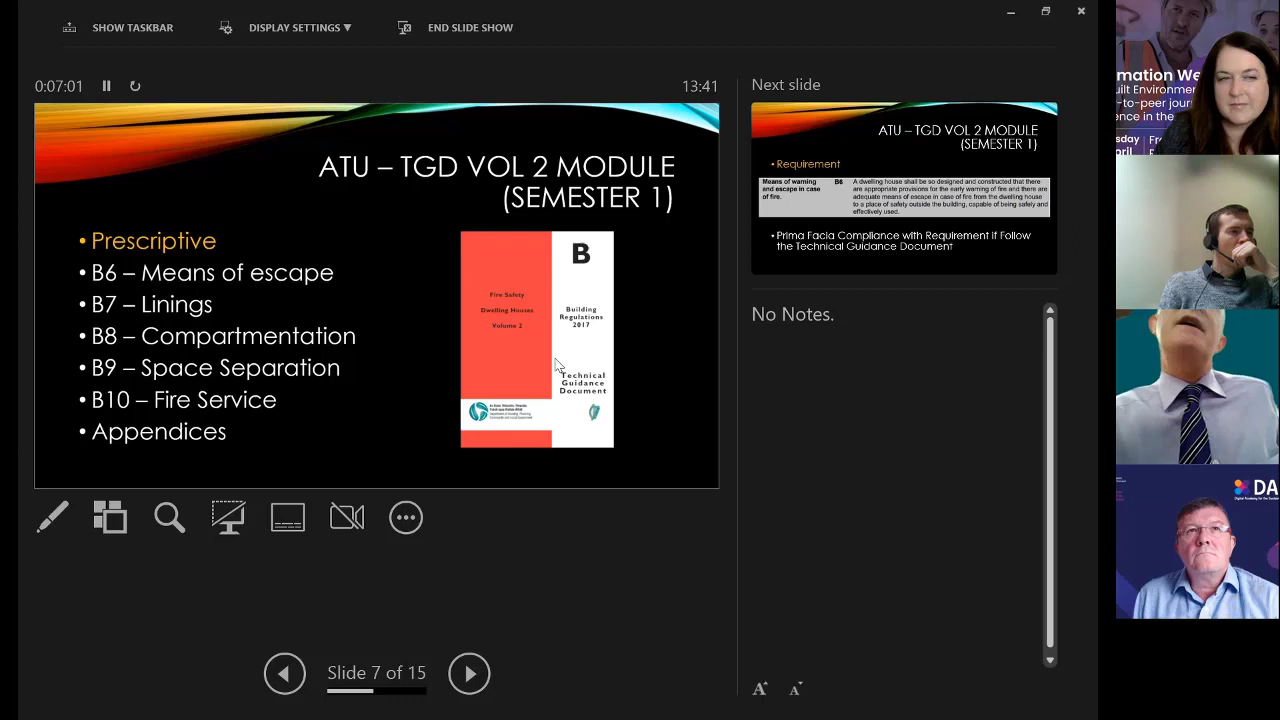 SHOW TASKBAR
DISPLAY SETTINGS ▼
END SLIDE SHOW
0:07:01
13:41
ATU – TGD VOL 2 MODULE
(SEMESTER 1)
• Prescriptive
• B6 – Means of escape
• B7 – Linings
• B8 – Compartmentation
• B9 – Space Separation
• B10 – Fire Service
• Appendices
Fire Safety
Dwelling Houses
Volume 2
B
Building
Regulations
2017
Technical
Guidance
Document
Slide 7 of 15
Next slide
ATU – TGD VOL 2 MODULE
(SEMESTER 1)
• Requirement
Means of warning
and escape in case
of fire.
B6
A dwelling house shall be so designed and constructed that there
are appropriate provisions for the early warning of fire and there are
adequate means of escape in case of fire from the dwelling house
to a place of safety outside the building, capable of being safely and
effectively used.
• Prima Facia Compliance with Requirement if Follow
the Technical Guidance Document
No Notes.
A
A
mation We
uilt Environmen
-to-peer jour
ence in the
sday
April
Fr
DA